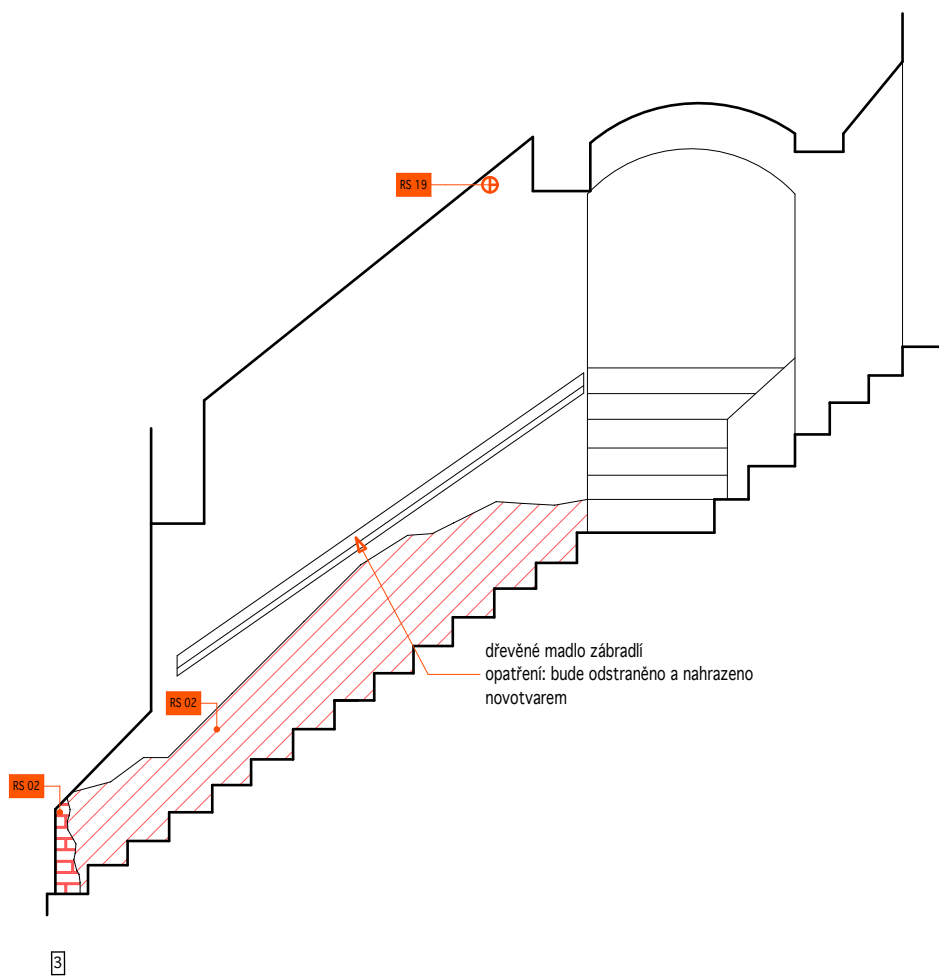 RS 19
dřevěné madlo zábradlí
opatření: bude odstraněno a nahrazeno
novotvarem
RS 02
RS 02
3